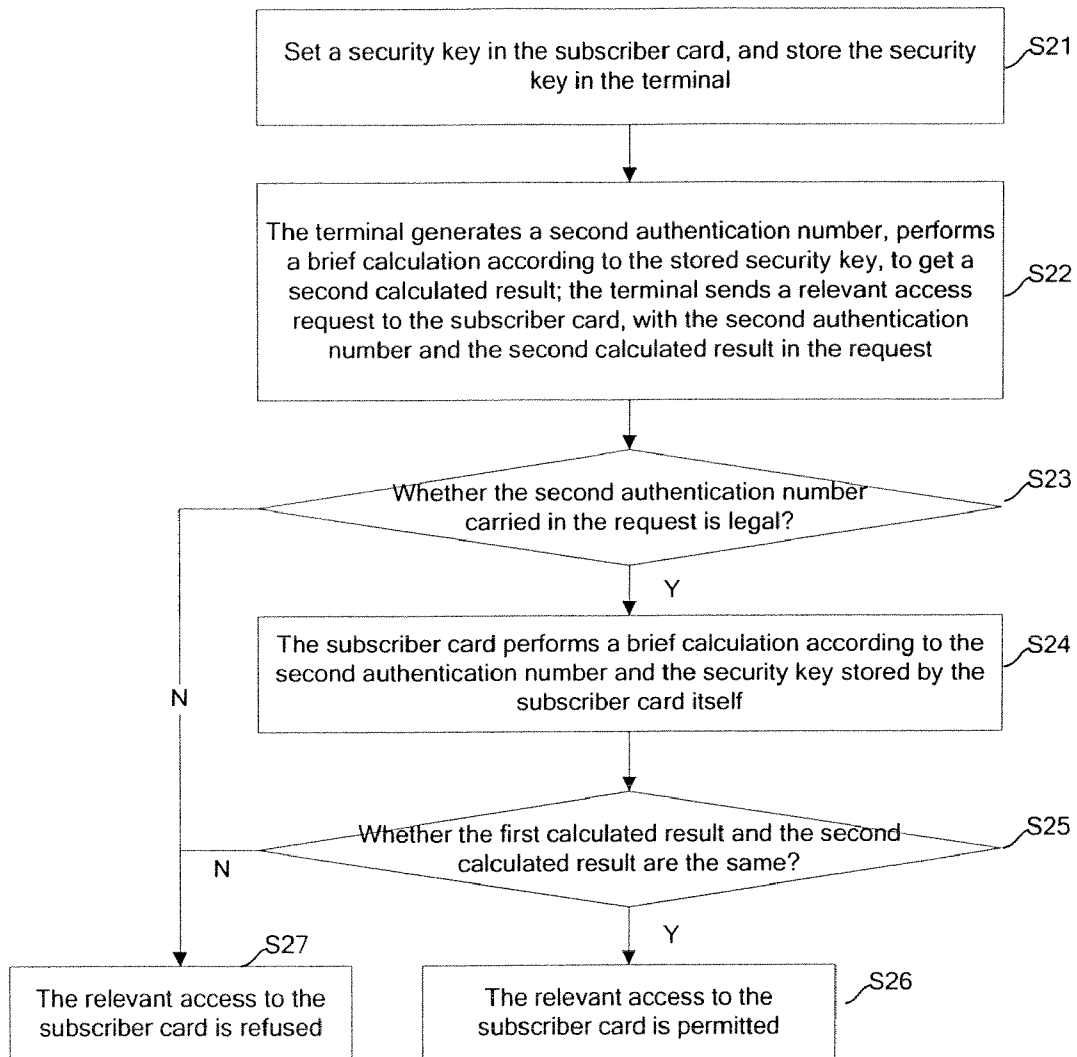 Set a security key in the subscriber card, and store the security
key in the terminal
S21
The terminal generates a second authentication number, performs
a brief calculation according to the stored security key, to get a
second calculated result; the terminal sends a relevant access
request to the subscriber card, with the second authentication
number and the second calculated result in the request
S22
Whether the second authentication number
carried in the request is legal?
S23
Y
N
The subscriber card performs a brief calculation according to the
second authentication number and the security key stored by the
subscriber card itself
S24
Whether the first calculated result and the second
calculated result are the same?
S25
N
Y
S27
The relevant access to the
subscriber card is refused
The relevant access to the
subscriber card is permitted
S26